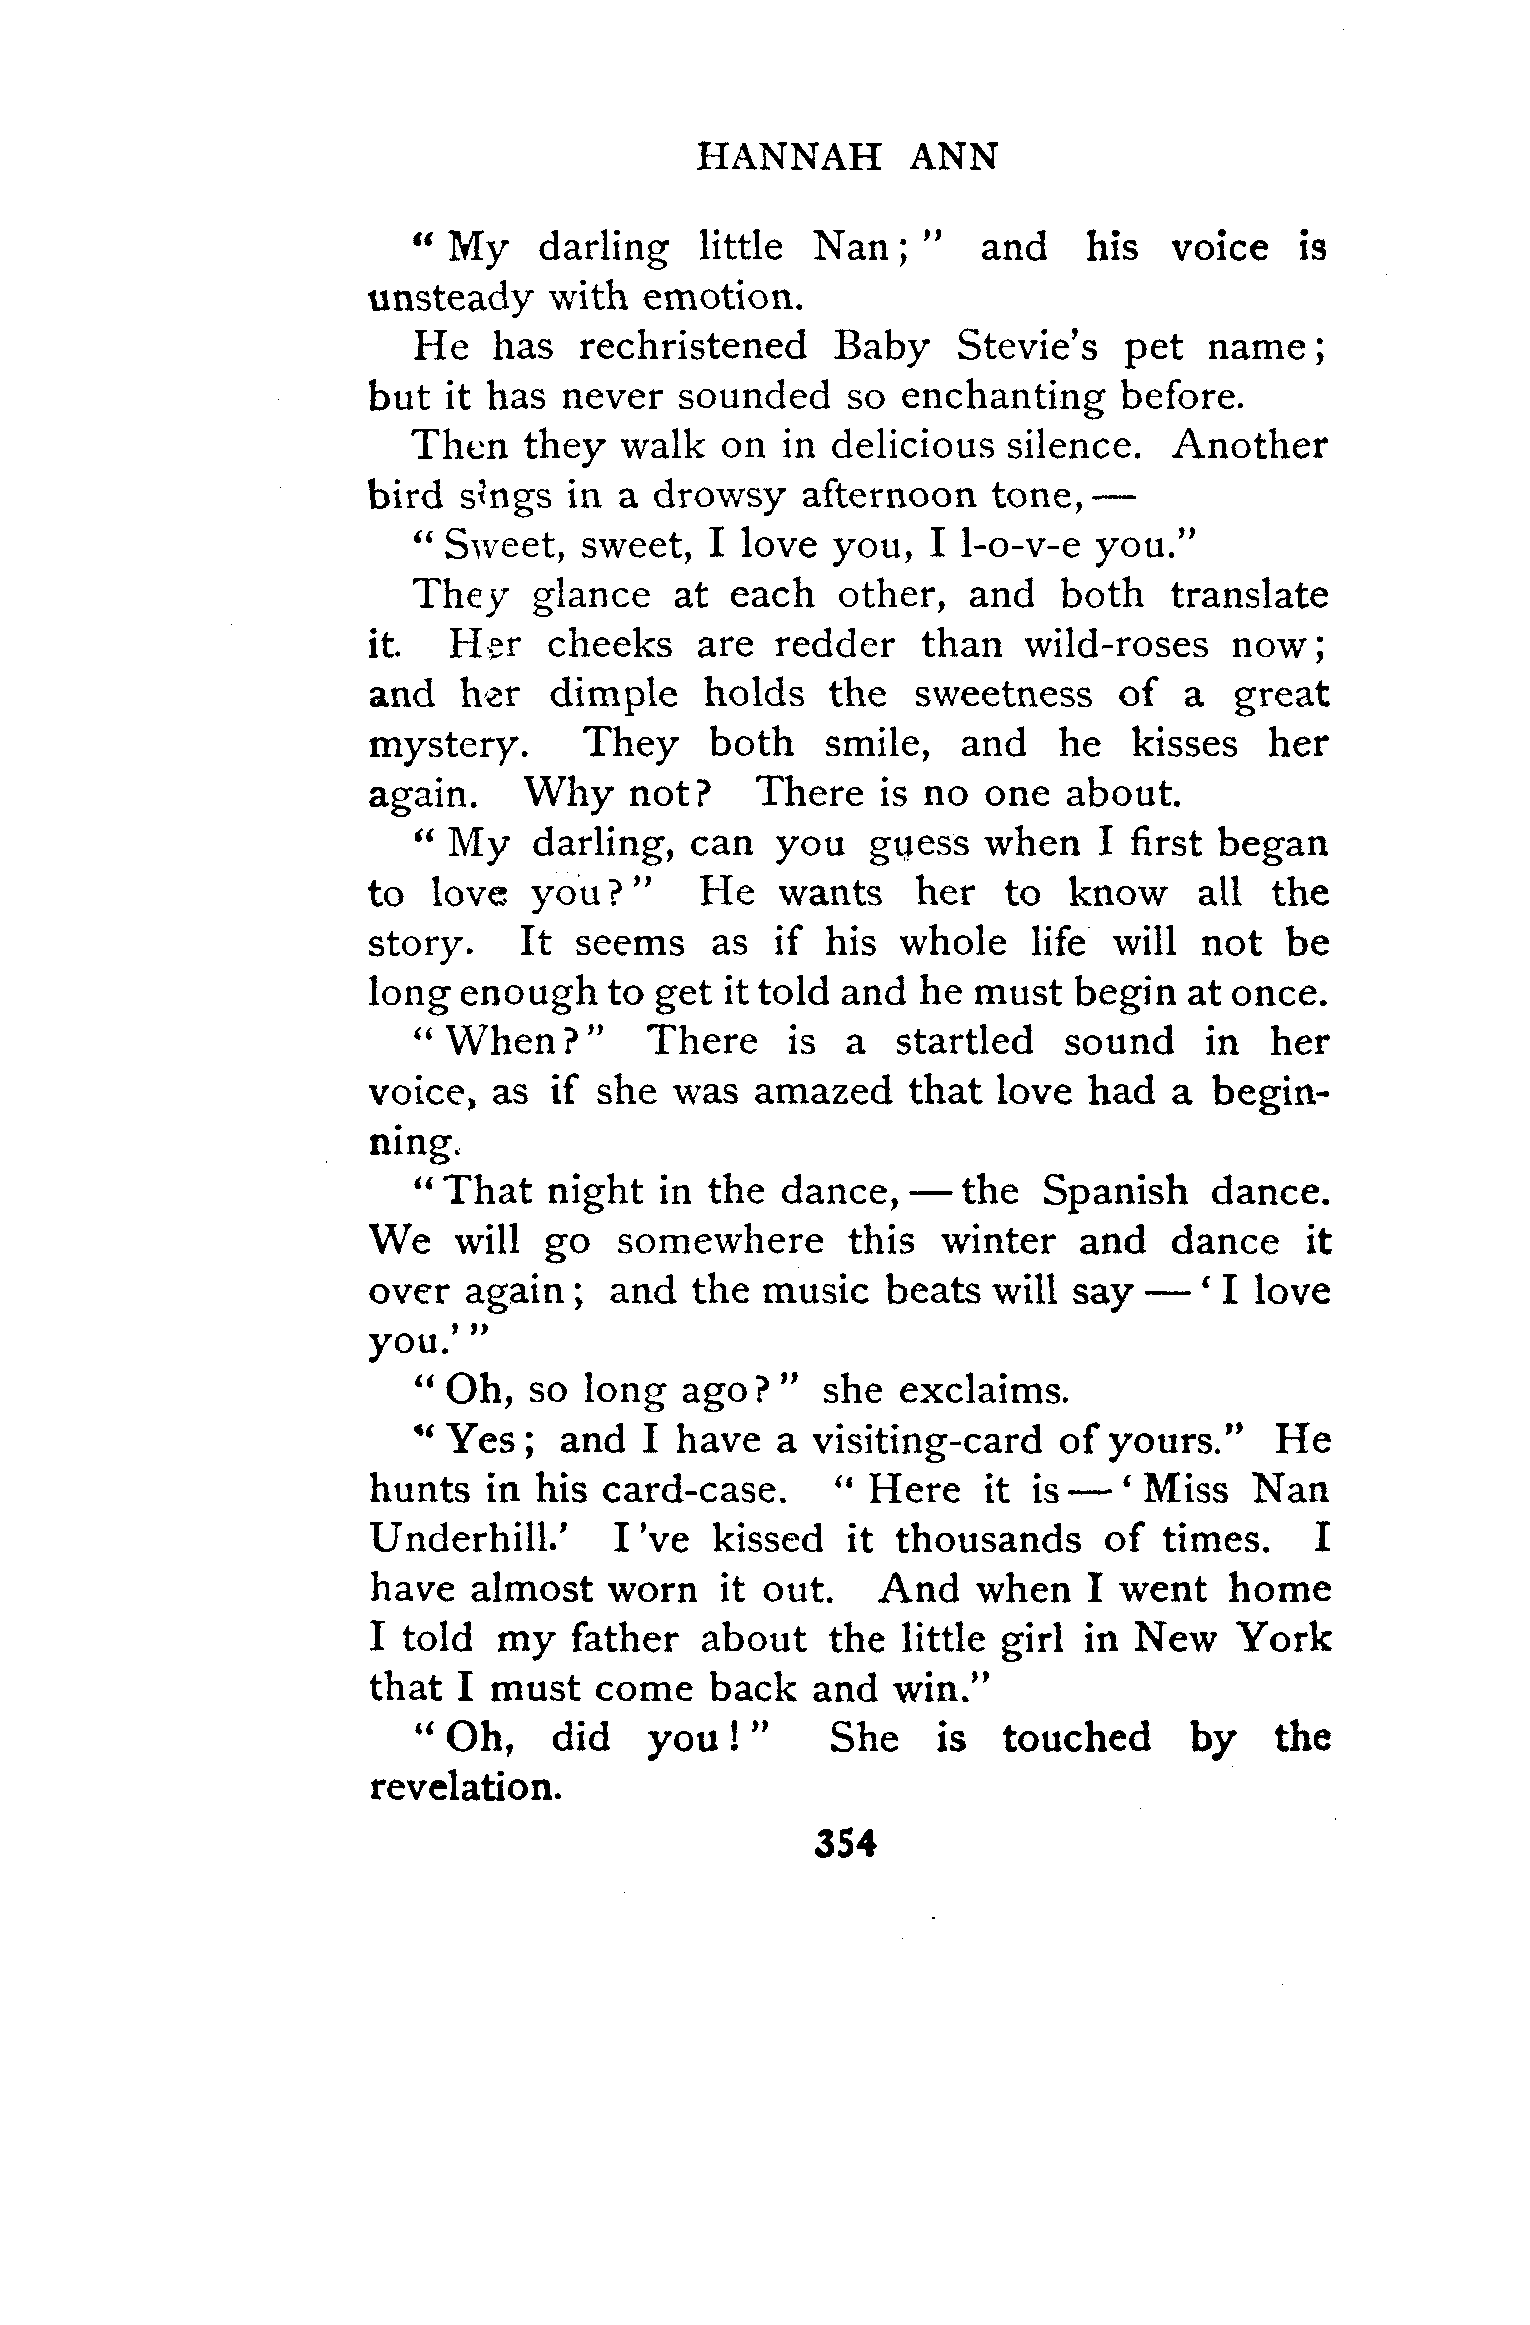 HANNAH ANN
“ My darling little Nan ; ” and his voice is
unsteady with emotion.
He has rechristened Baby Stevie’s pet name ;
but it has never sounded so enchanting before.
Then they walk on in delicious silence. Another
bird sings in a drowsy afternoon tone, —
“ Sweet, sweet, I love you, I l-o-v-e you.”
They glance at each other, and both translate
it. Her cheeks are redder than wild-roses now ;
and her dimple holds the sweetness of a great
mystery. They both smile, and he kisses her
again. Why not ? There is no one about.
“ My darling, can you guess when I first began
to love you ? ” He wants her to know all the
story. It seems as if his whole life will not be
long enough to get it told and he must begin at once.
“ When ? ” There is a startled sound in her
voice, as if she was amazed that love had a begin-
ning.
“ That night in the dance, — the Spanish dance.
We will go somewhere this winter and dance it
over again ; and the music beats will say — ‘ I love
you.’ ”
“ Oh, so long ago ? ” she exclaims.
“ Yes ; and I have a visiting-card of yours.” He
hunts in his card-case. “ Here it is — ‘ Miss Nan
Underhill.’ I ’ve kissed it thousands of times. I
have almost worn it out. And when I went home
I told my father about the little girl in New York
that I must come back and win.”
“ Oh, did you ! ” She is touched by the
revelation.
354